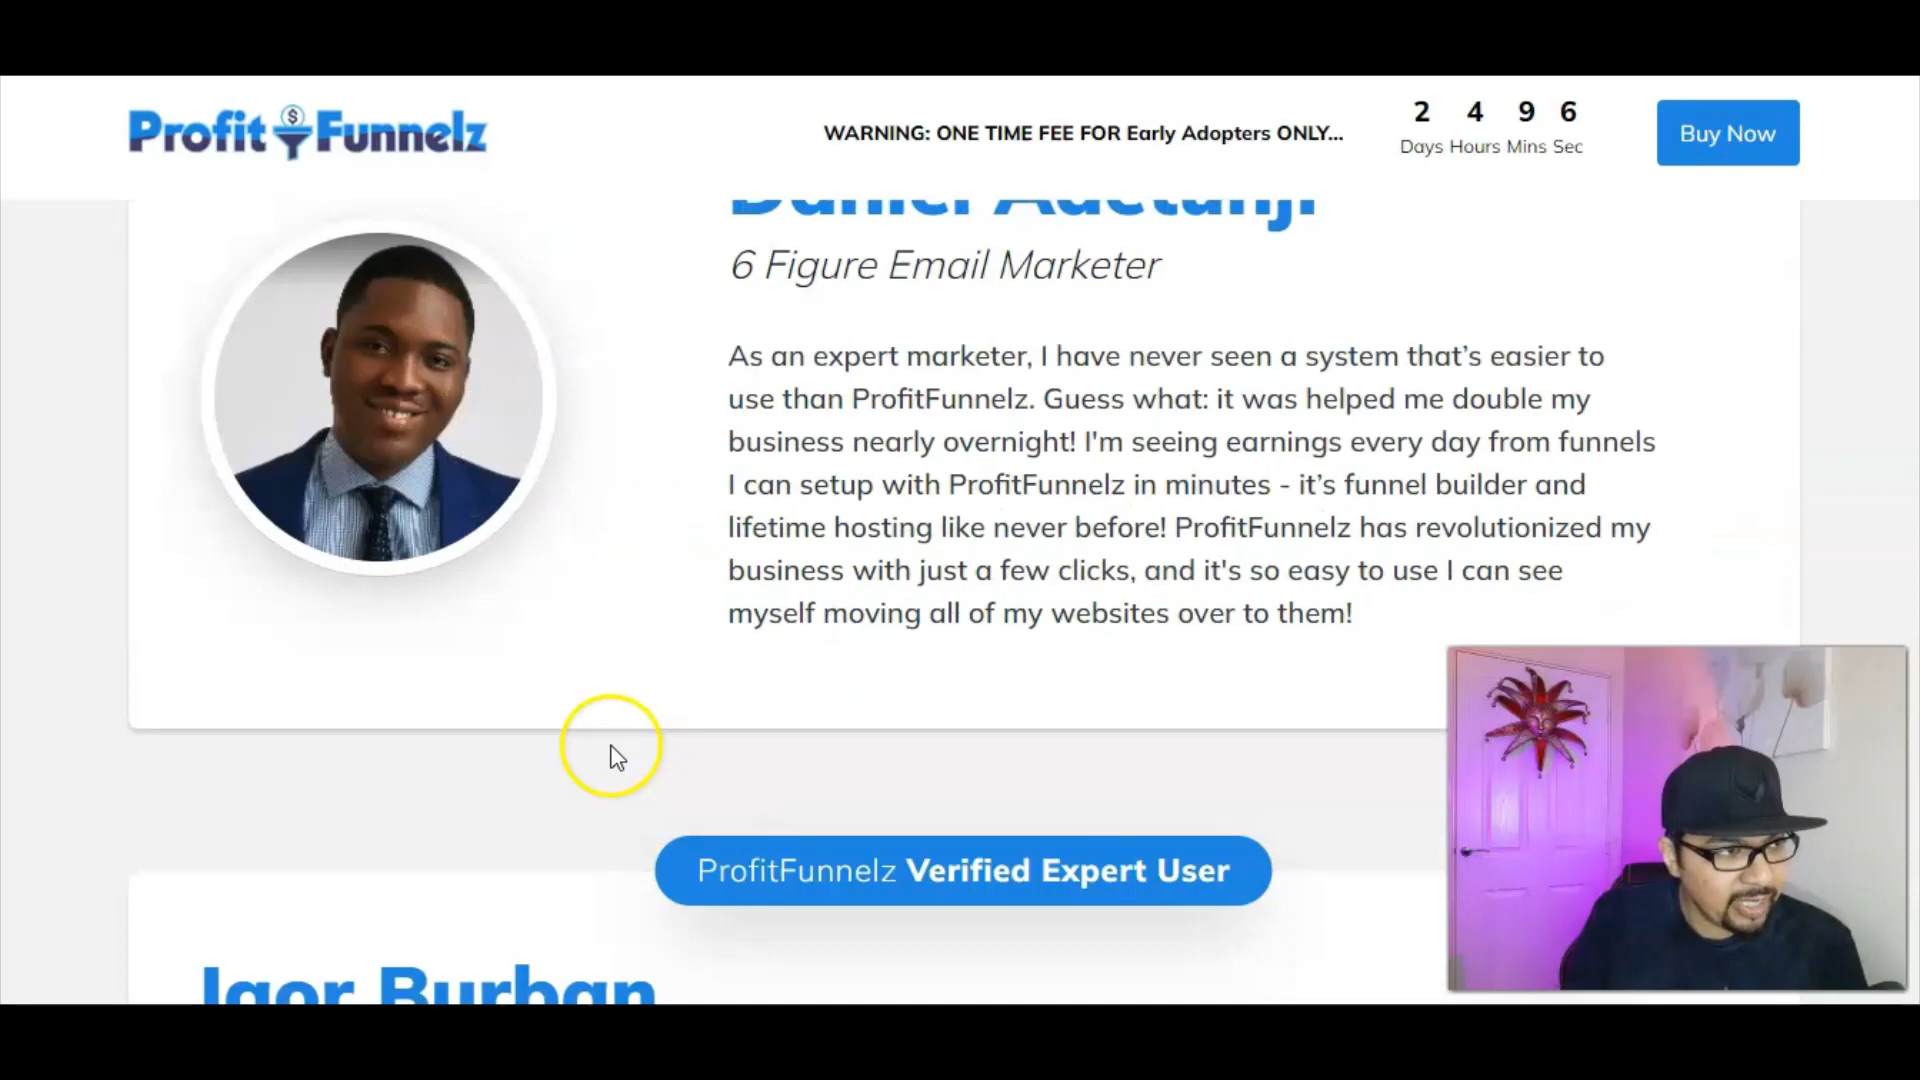 Profit Funnelz
WARNING: ONE TIME FEE FOR Early Adopters ONLY...
2 4 9 6
Days Hours Mins Sec
Buy Now
Daniel Adetunji
6 Figure Email Marketer
As an expert marketer, I have never seen a system that's easier to
use than ProfitFunnelz. Guess what: it was helped me double my
business nearly overnight! I'm seeing earnings every day from funnels
I can setup with ProfitFunnelz in minutes - it's funnel builder and
lifetime hosting like never before! ProfitFunnelz has revolutionized my
business with just a few clicks, and it's so easy to use I can see
myself moving all of my websites over to them!
ProfitFunnelz Verified Expert User
Igor Burban